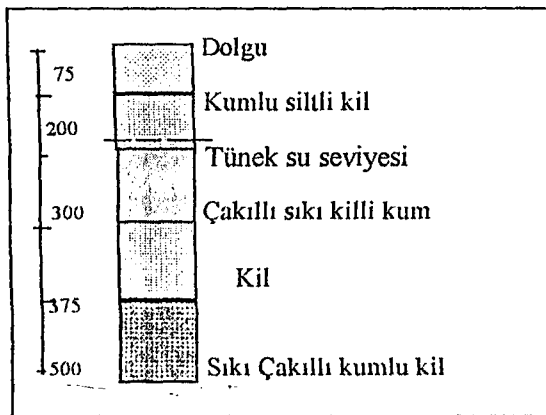 Dolgu
75
Kumlu siltli kil
200
Tünek su seviyesi
Çakıllı sıkı killi kum
300
Kil
375
500
Sıkı Çakıllı kumlu kil